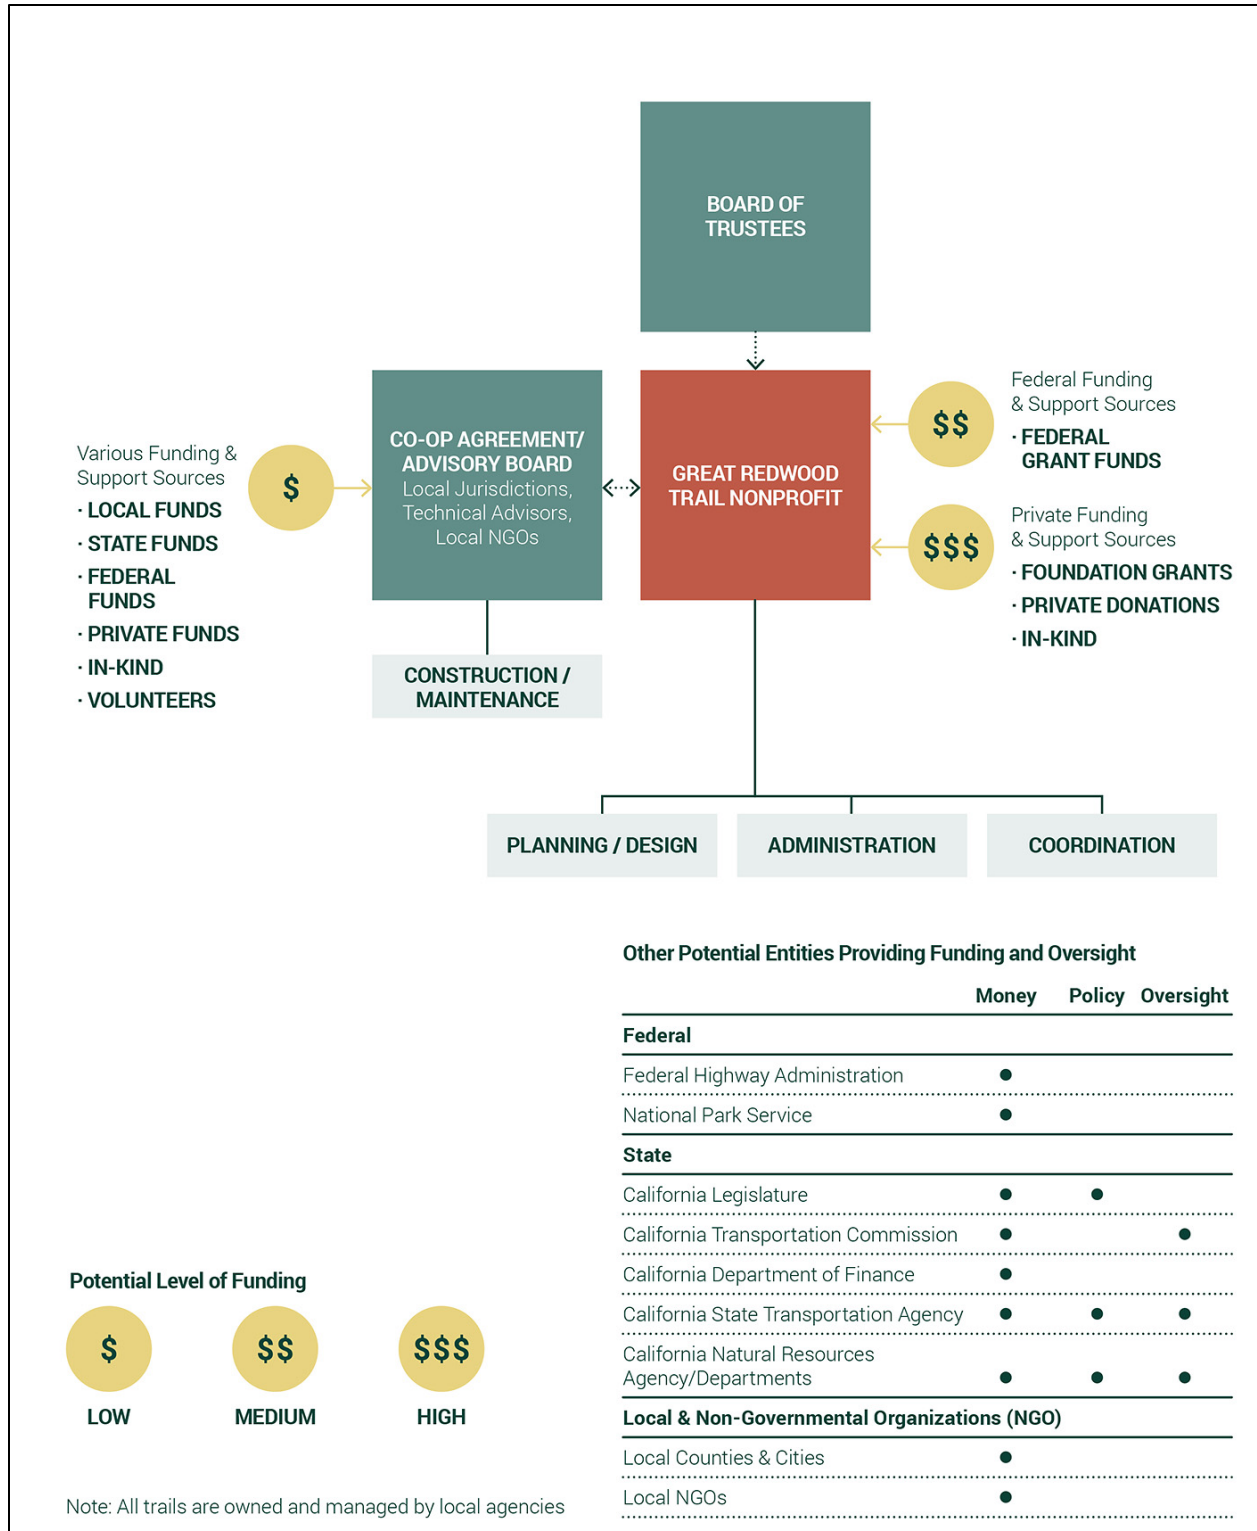 BOARD OF
TRUSTEES
CO-OP AGREEMENT/
ADVISORY BOARD
Local Jurisdictions,
Technical Advisors,
Local NGOs
GREAT REDWOOD
TRAIL NONPROFIT
Various Funding &
Support Sources
· LOCAL FUNDS
· STATE FUNDS
· FEDERAL
FUNDS
· PRIVATE FUNDS
· IN-KIND
· VOLUNTEERS
$
$$
Federal Funding
& Support Sources
· FEDERAL
GRANT FUNDS
$$$
Private Funding
& Support Sources
· FOUNDATION GRANTS
· PRIVATE DONATIONS
· IN-KIND
CONSTRUCTION /
MAINTENANCE
PLANNING / DESIGN
ADMINISTRATION
COORDINATION
Other Potential Entities Providing Funding and Oversight
Money Policy Oversight
Federal
Federal Highway Administration ●
National Park Service ●
State
California Legislature ● ●
California Transportation Commission ● ●
California Department of Finance ●
California State Transportation Agency ● ● ●
California Natural Resources
Agency/Departments ● ● ●
Local & Non-Governmental Organizations (NGO)
Local Counties & Cities ●
Local NGOs ●
Potential Level of Funding
$ $$ $$$
LOW MEDIUM HIGH
Note: All trails are owned and managed by local agencies